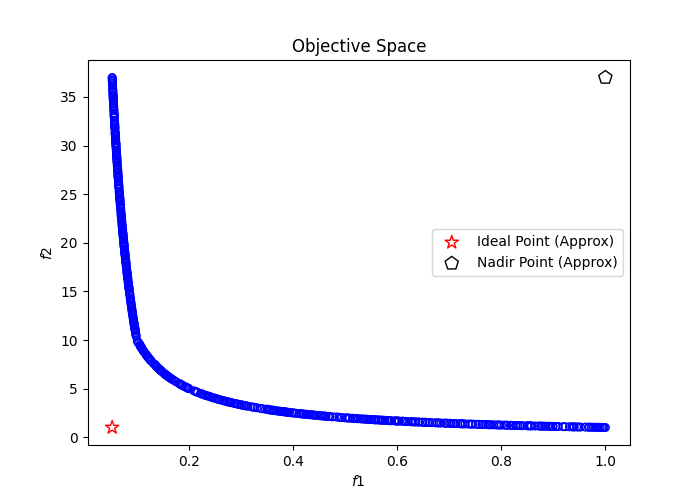 Objective Space
35
30
25
20
15
10
5
0
f2
Ideal Point (Approx)
Nadir Point (Approx)
0.2 0.4 0.6 0.8 1.0
f1